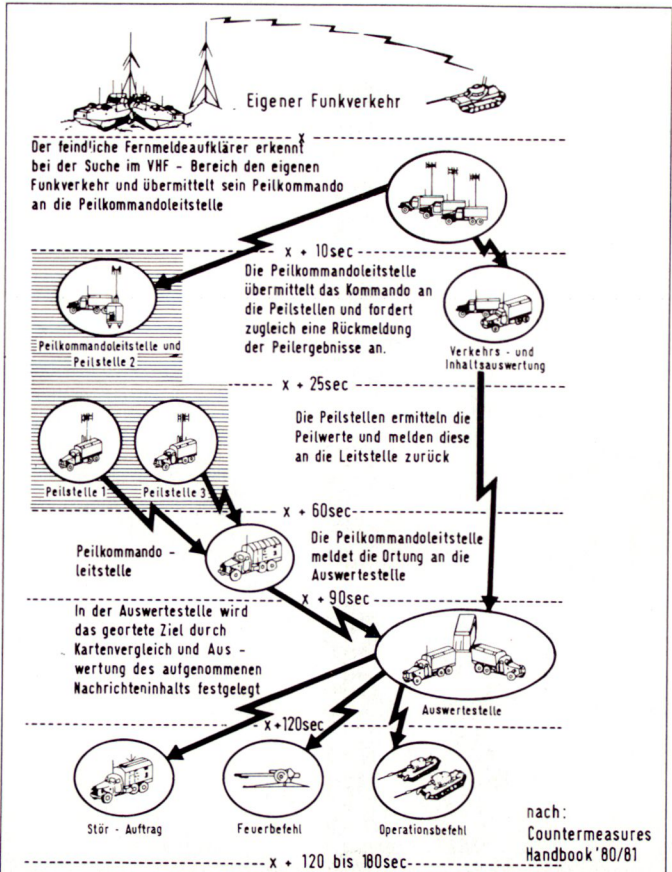 Eigener Funkverkehr
x
Der feindliche Fernmeldeaufklärer erkennt
bei der Suche im VHF - Bereich den eigenen
Funkverkehr und übermittelt sein Peilkommando
an die Peilkommandoleitstelle
x + 10sec
Die Peilkommandoleitstelle
übermittelt das Kommando an
die Peilstellen und fordert
zugleich eine Rückmeldung
der Peilergebnisse an.
Peilkommandoleitstelle und
Peilstelle 2
Verkehrs - und
Inhaltsauswertung
x + 25sec
Die Peilstellen ermitteln die
Peilwerte und melden diese
an die Leitstelle zurück
Peilstelle 1
Peilstelle 3
x + 60sec
Peilkommando -
leitstelle
Die Peilkommandoleitstelle
meldet die Ortung an die
Auswertestelle
x + 90sec
In der Auswertestelle wird
das geortete Ziel durch
Kartenvergleich und Aus -
wertung des aufgenommenen
Nachrichteninhalts festgelegt
Auswertestelle
x +120sec
Stör - Auftrag
Feuerbefehl
Operationsbefehl
nach:
Countermeasures
Handbook '80/81
x + 120 bis 180sec